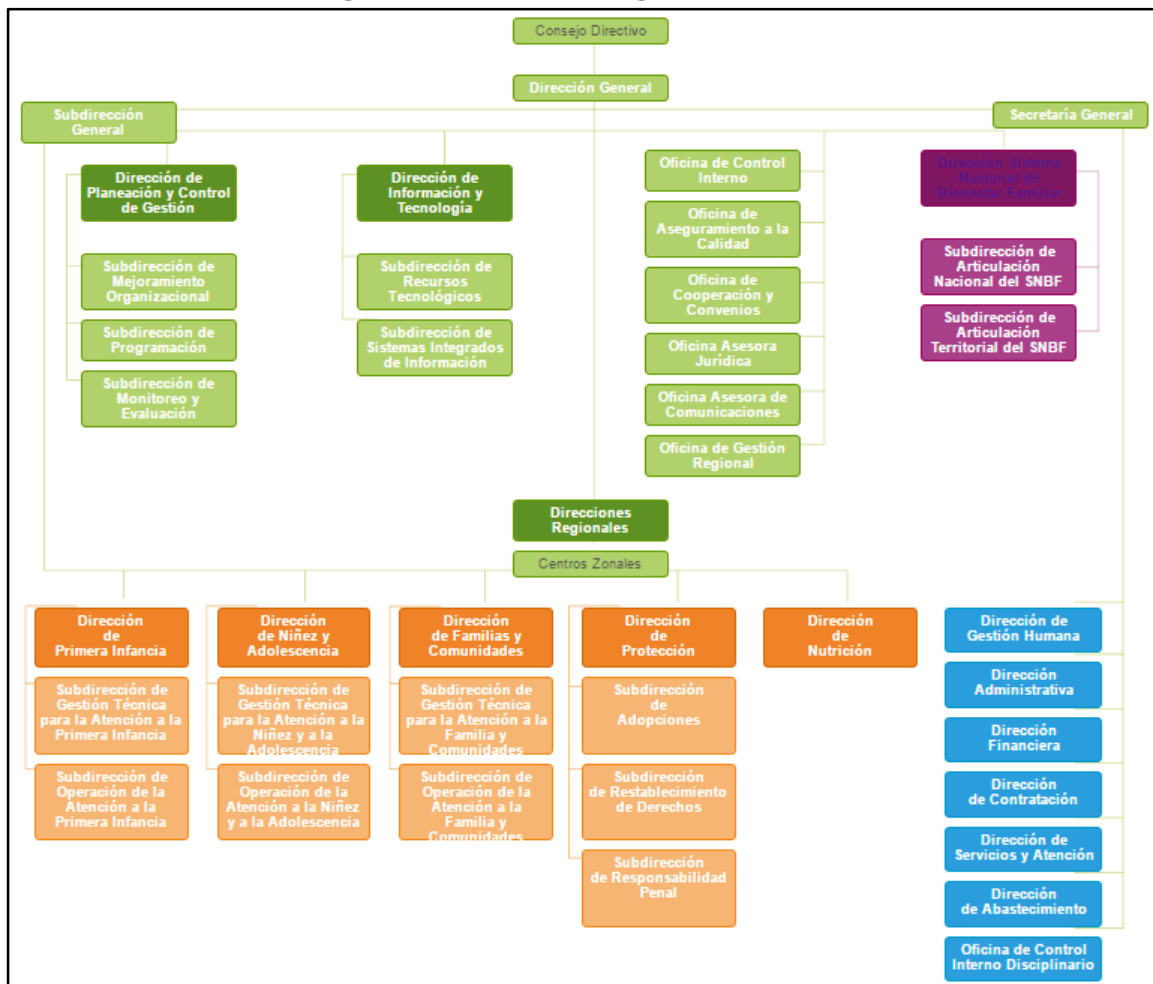 Consejo Directivo
Dirección General
Subdirección
General
Secretaría General
Dirección de
Planeación y Control
de Gestión
Subdirección de
Mejoramiento
Organizacional
Subdirección de
Programación
Subdirección de
Monitoreo y
Evaluación
Dirección de
Información y
Tecnología
Subdirección de
Recursos
Tecnológicos
Subdirección de
Sistemas Integrados
de Información
Oficina de Control
Interno
Oficina de
Aseguramiento a la
Calidad
Oficina de
Cooperación y
Convenios
Oficina Asesora
Jurídica
Oficina Asesora de
Comunicaciones
Oficina de Gestión
Regional
Dirección Sistema
Nacional de
Bienestar Familiar
Subdirección de
Articulación
Nacional del SNBF
Subdirección de
Articulación
Territorial del SNBF
Direcciones
Regionales
Centros Zonales
Dirección
de
Primera Infancia
Subdirección de
Gestión Técnica
para la Atención a la
Primera Infancia
Subdirección de
Operación de la
Atención a la
Primera Infancia
Dirección
de Niñez y
Adolescencia
Subdirección de
Gestión Técnica
para la Atención a la
Niñez y a la
Adolescencia
Subdirección de
Operación de la
Atención a la Niñez
y a la Adolescencia
Dirección
de Familias y
Comunidades
Subdirección de
Gestión Técnica
para la Atención a la
Familia y
Comunidades
Subdirección de
Operación de la
Atención a la
Familia y
Comunidades
Dirección
de
Protección
Subdirección
de
Adopciones
Subdirección
de Restablecimiento
de Derechos
Subdirección
de Responsabilidad
Penal
Dirección
de
Nutrición
Dirección de
Gestión Humana
Dirección
Administrativa
Dirección
Financiera
Dirección
de Contratación
Dirección de
Servicios y Atención
Dirección
de Abastecimiento
Oficina de Control
Interno Disciplinario